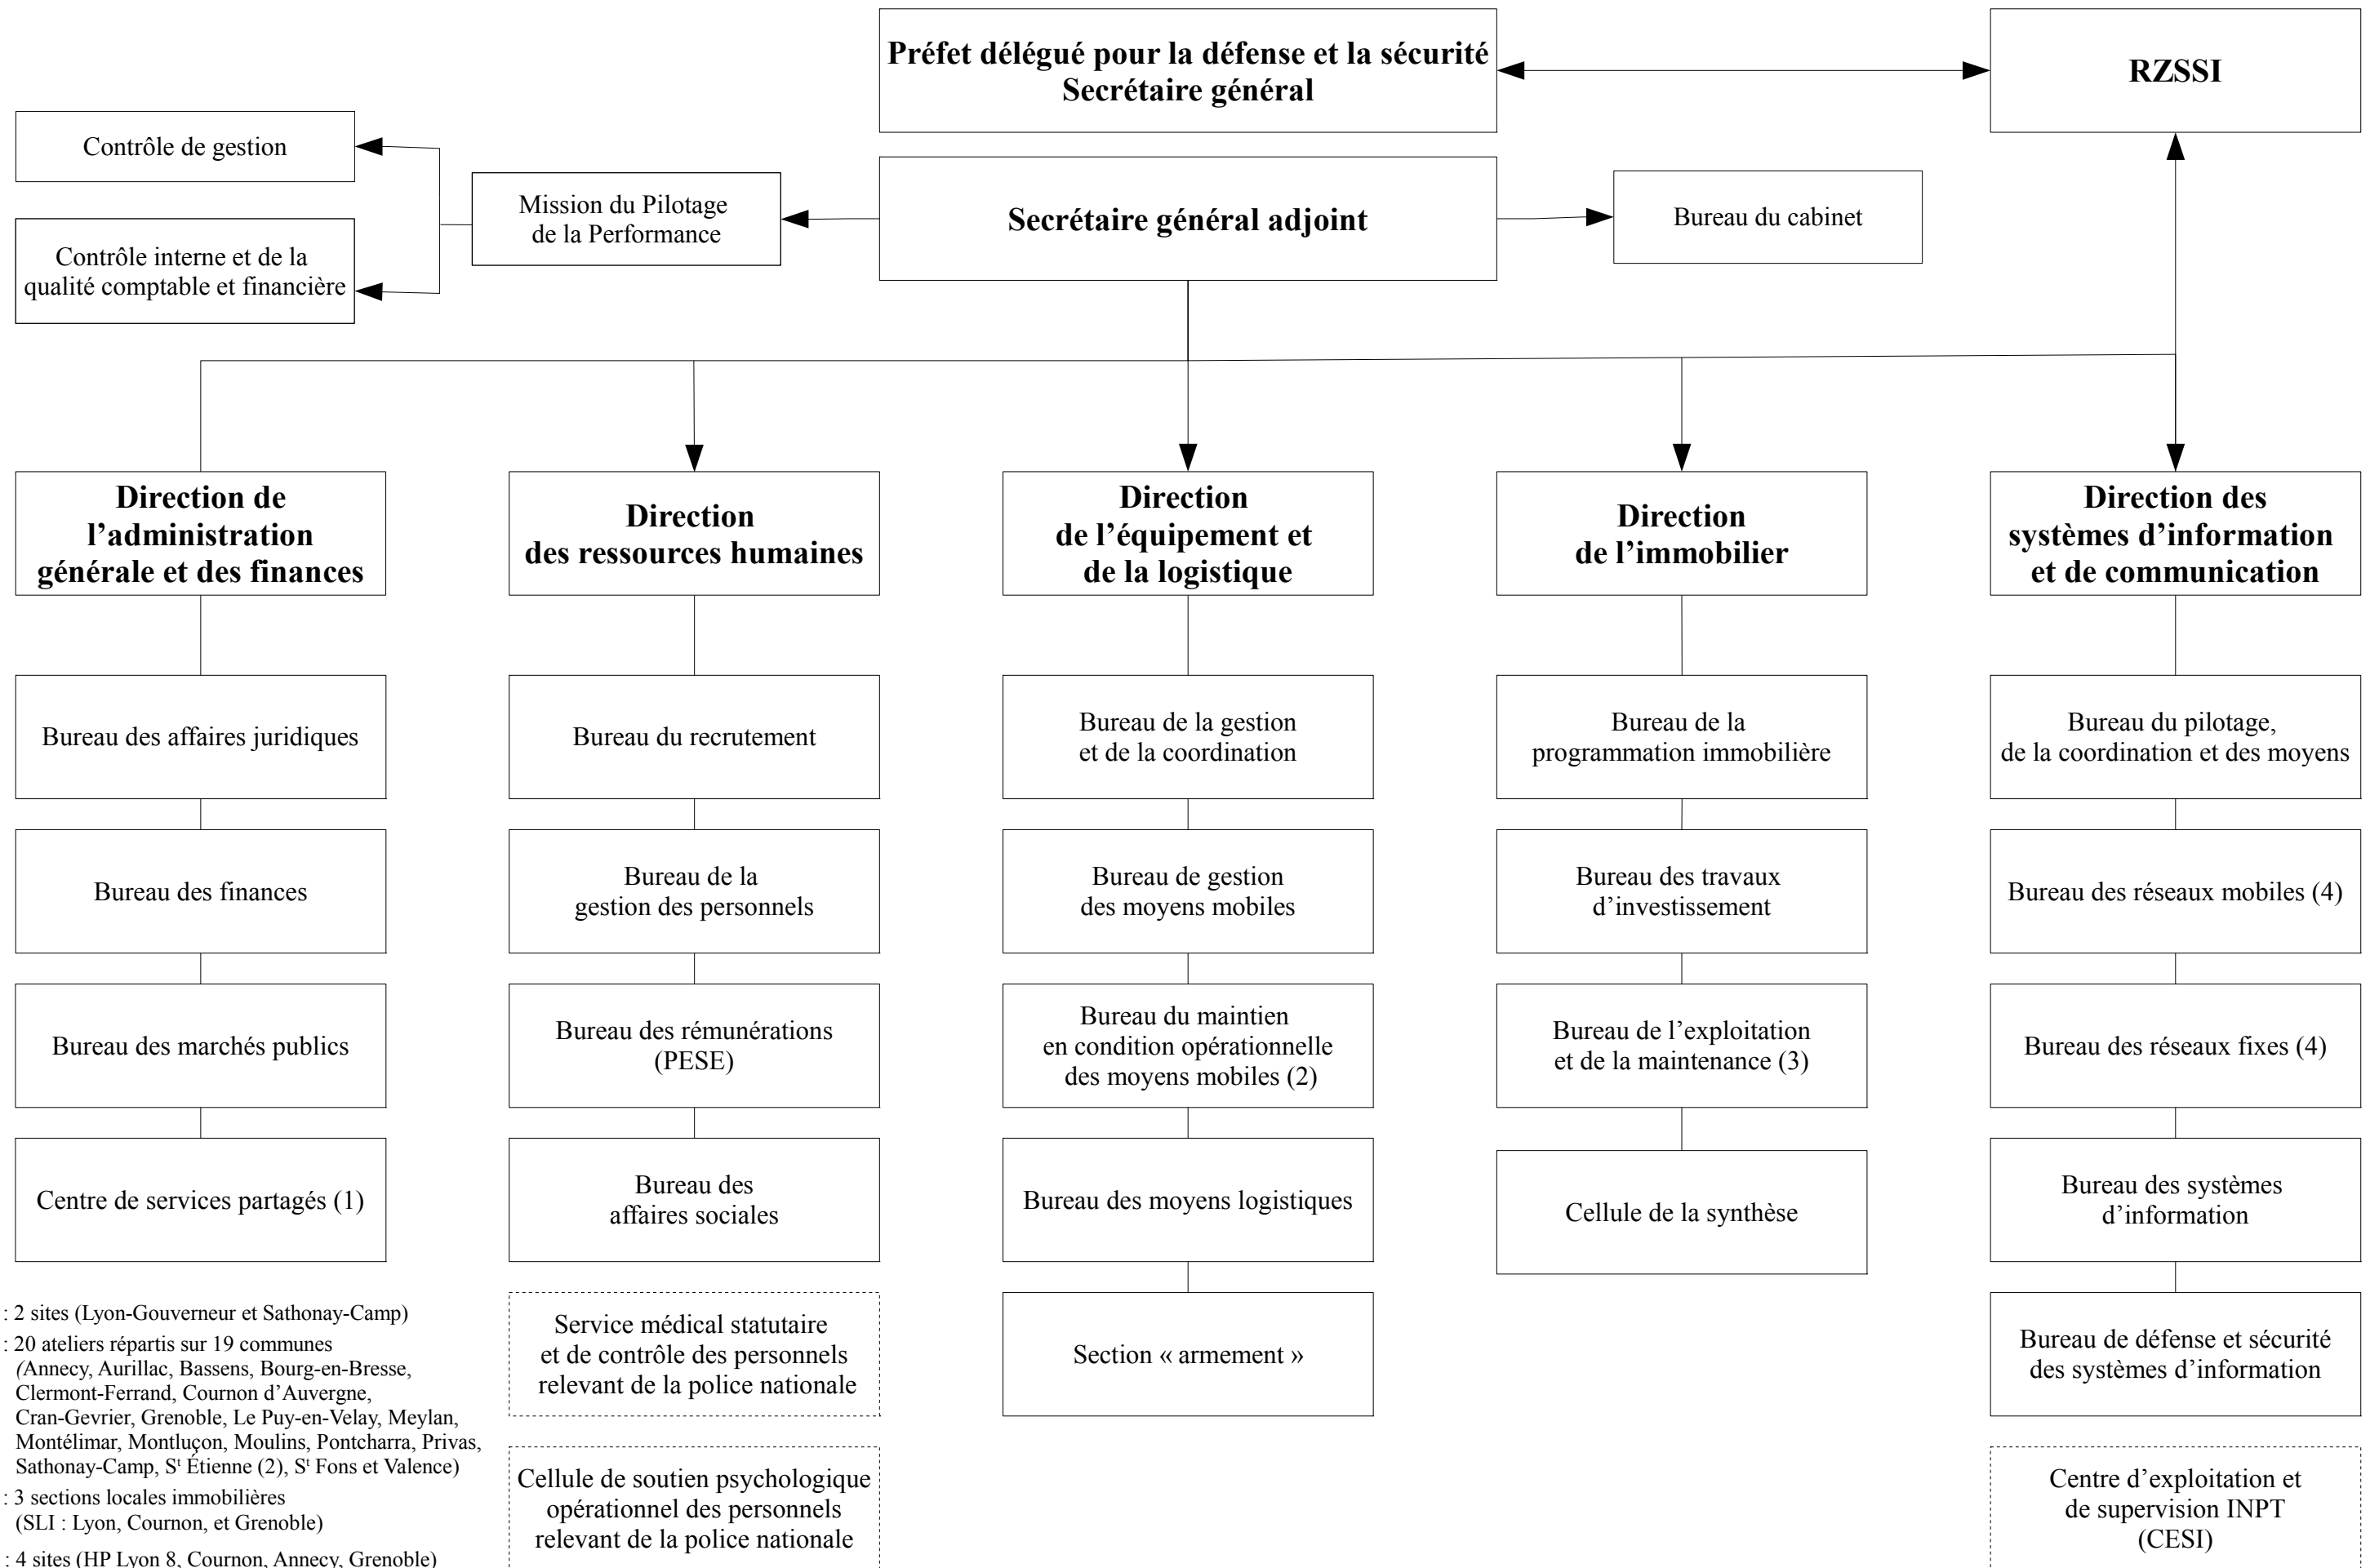 Préfet délégué pour la défense et la sécurité
Secrétaire général
RZSSI
Contrôle de gestion
Mission du Pilotage
de la Performance
Secrétaire général adjoint
Bureau du cabinet
Contrôle interne et de la
qualité comptable et financière
Direction de
l’administration
générale et des finances
Direction
des ressources humaines
Direction
de l’équipement et
de la logistique
Direction
de l’immobilier
Direction des
systèmes d’information
et de communication
Bureau des affaires juridiques
Bureau du recrutement
Bureau de la gestion
et de la coordination
Bureau de la
programmation immobilière
Bureau du pilotage,
de la coordination et des moyens
Bureau des finances
Bureau de la
gestion des personnels
Bureau de gestion
des moyens mobiles
Bureau des travaux
d’investissement
Bureau des réseaux mobiles (4)
Bureau des marchés publics
Bureau des rémunérations
(PESE)
Bureau du maintien
en condition opérationnelle
des moyens mobiles (2)
Bureau de l’exploitation
et de la maintenance (3)
Bureau des réseaux fixes (4)
Centre de services partagés (1)
Bureau des
affaires sociales
Bureau des moyens logistiques
Cellule de la synthèse
Bureau des systèmes
d’information
Service médical statutaire
et de contrôle des personnels
relevant de la police nationale
Section « armement »
Bureau de défense et sécurité
des systèmes d’information
Cellule de soutien psychologique
opérationnel des personnels
relevant de la police nationale
Centre d’exploitation et
de supervision INPT
(CESI)
: 2 sites (Lyon-Gouverneur et Sathonay-Camp)
: 20 ateliers répartis sur 19 communes
(Annecy, Aurillac, Bassens, Bourg-en-Bresse,
Clermont-Ferrand, Cournon d’Auvergne,
Cran-Gevrier, Grenoble, Le Puy-en-Velay, Meylan,
Montélimar, Montluçon, Moulins, Pontcharra, Privas,
Sathonay-Camp, Sᵗ Étienne (2), Sᵗ Fons et Valence)
: 3 sections locales immobilières
(SLI : Lyon, Cournon, et Grenoble)
: 4 sites (HP Lyon 8, Cournon, Annecy, Grenoble)